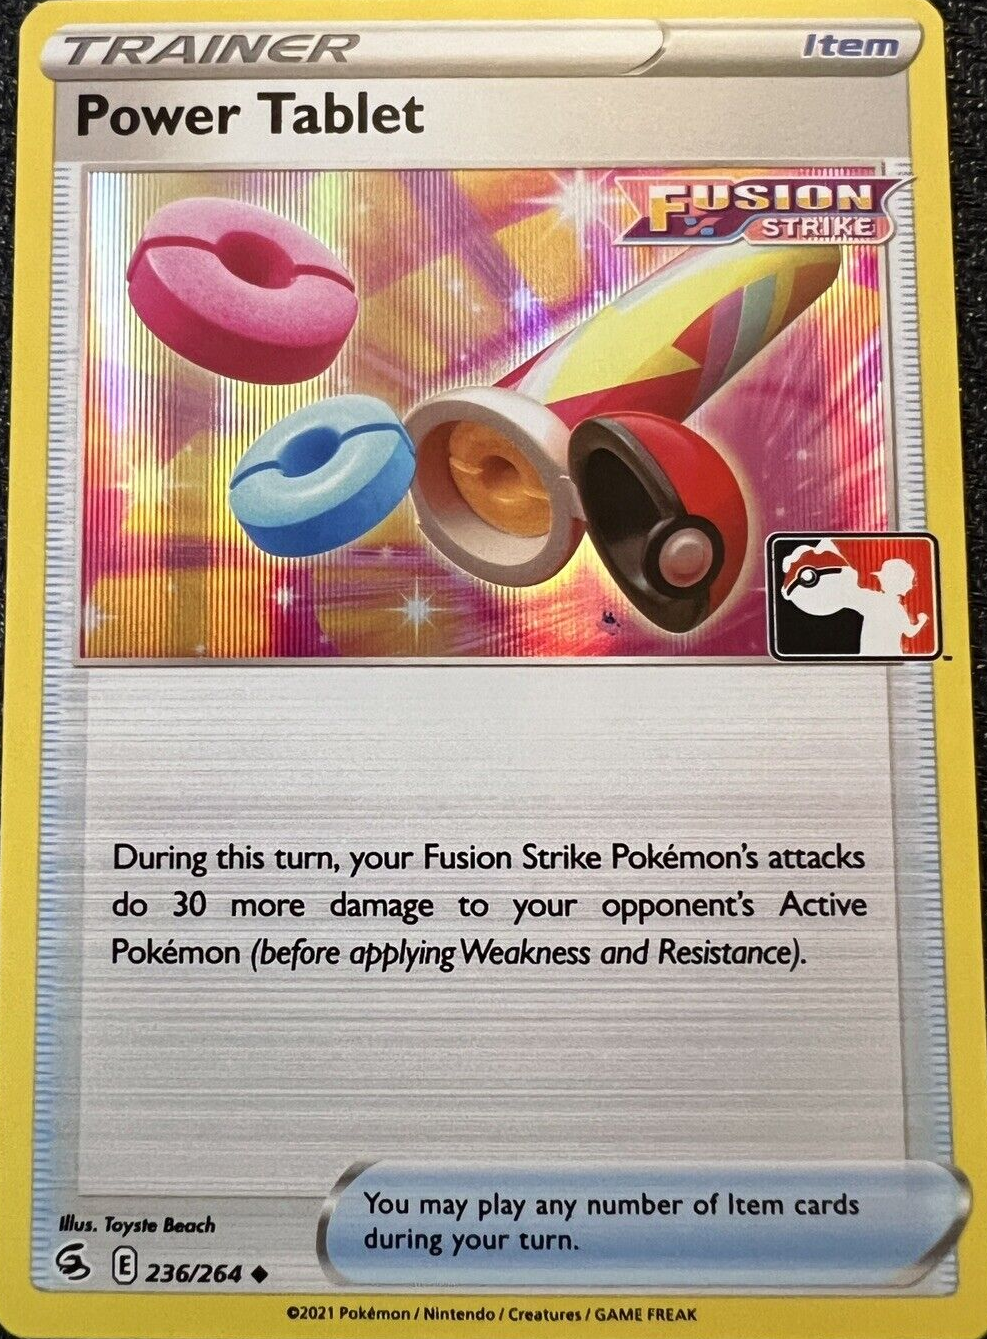 TRAINER
Item
Power Tablet
FUSION
STRIKE
During this turn, your Fusion Strike Pokémon's attacks
do 30 more damage to your opponent's Active
Pokémon (before applying Weakness and Resistance).
You may play any number of Item cards
during your turn.
Illus. Toyste Beach
E 236/264 ◆
©2021 Pokémon / Nintendo / Creatures / GAME FREAK